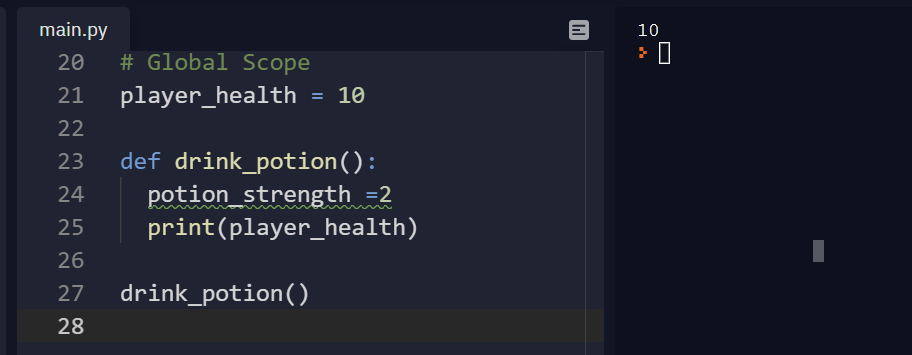 main.py
20 # Global Scope
21 player_health = 10
22
23 def drink_potion():
24 potion_strength =2
25 print(player_health)
26
27 drink_potion()
28
10